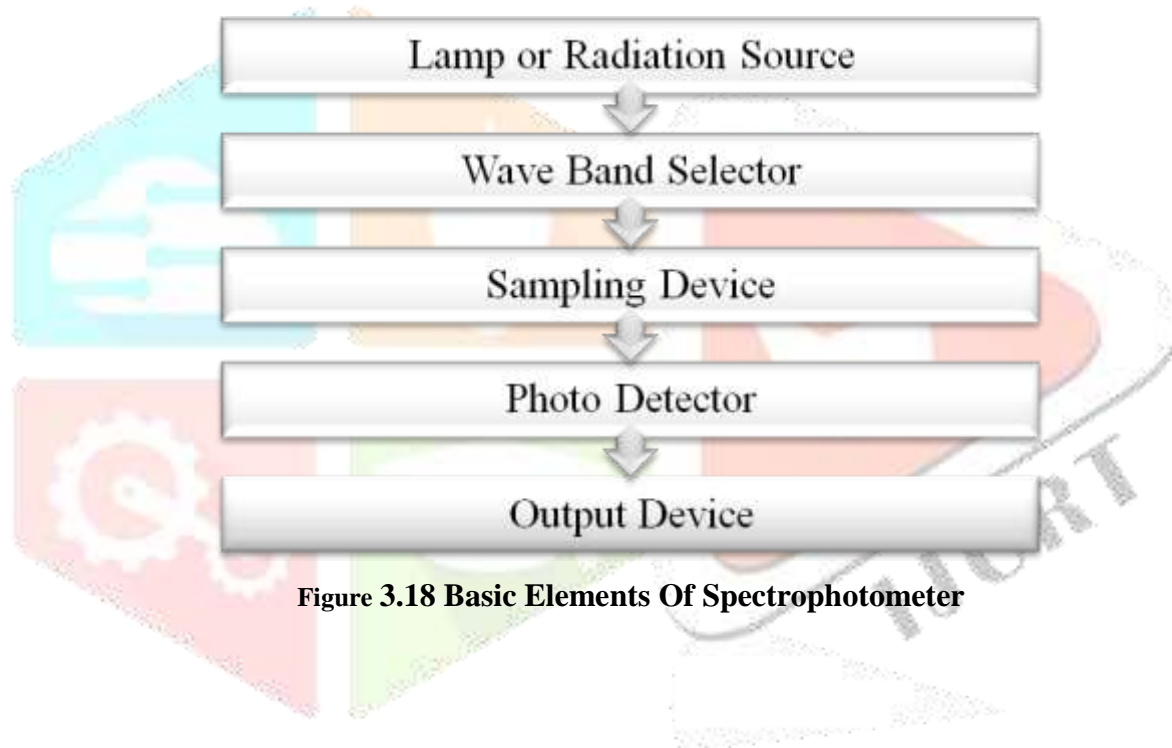 Lamp or Radiation Source
Wave Band Selector
Sampling Device
Photo Detector
Output Device
IJCRT
Figure 3.18 Basic Elements Of Spectrophotometer